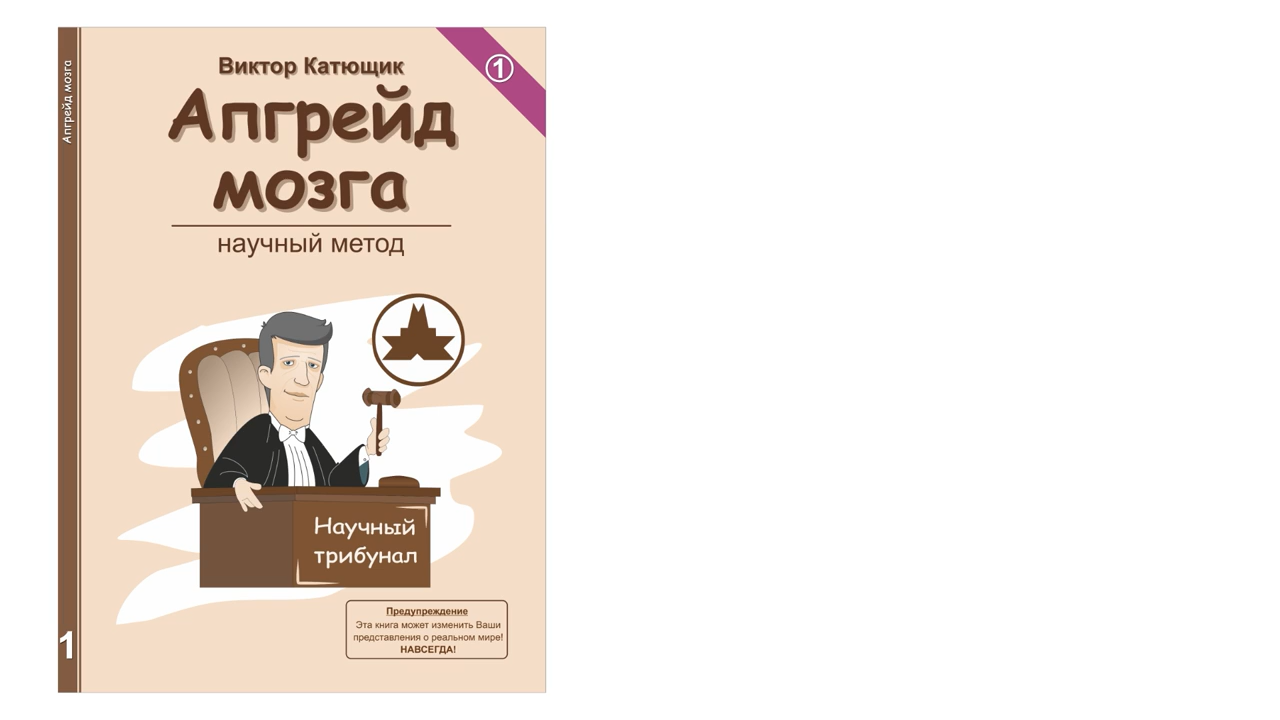 Виктор Катющик
1
Апгрейд
мозга
научный метод
Научный
трибунал
Предупреждение
Эта книга может изменить Ваши
представления о реальном мире!
НАВСЕГДА!
Апгрейд мозга
1